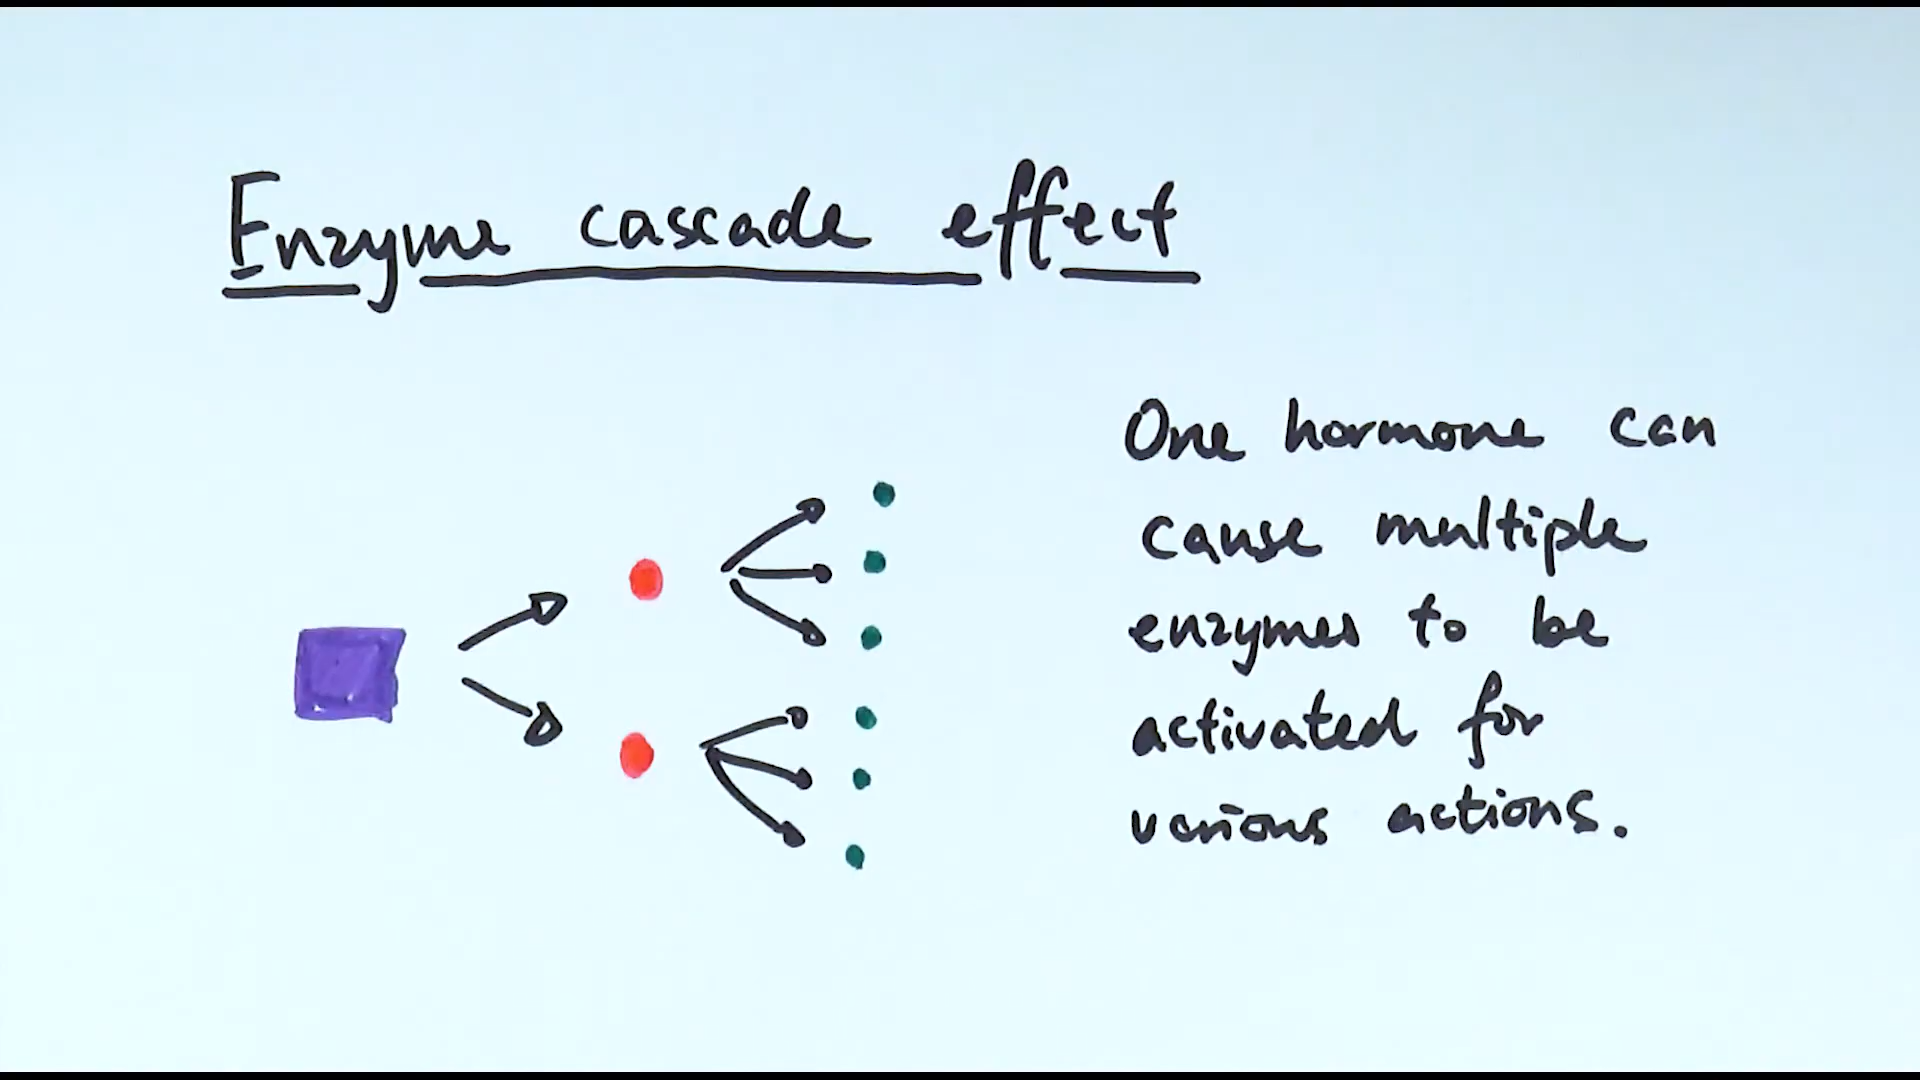 Enzyme cascade effect
One hormone can
cause multiple
enzymes to be
activated for
various actions.